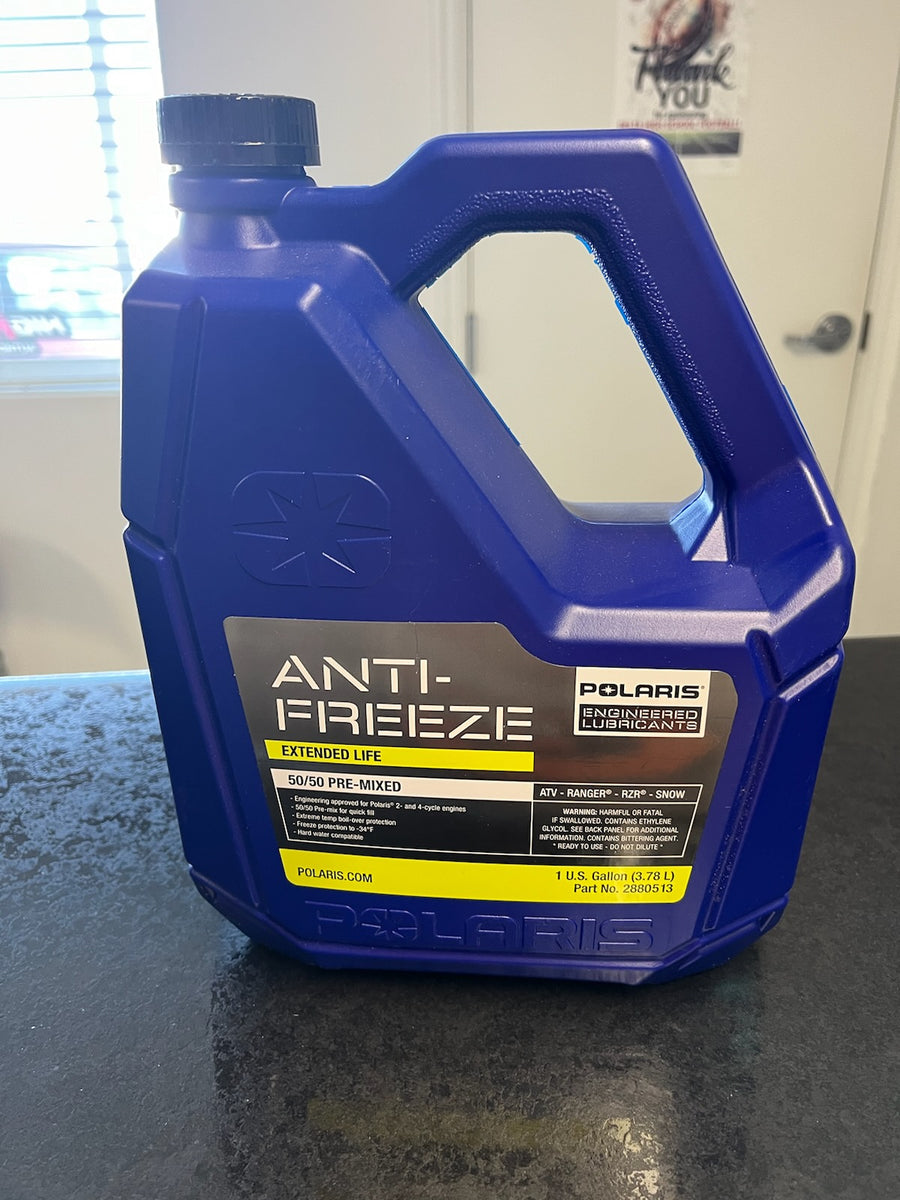 Thank
YOU
ANTI-
FREEZE
POLARIS®
ENGINEERED
LUBRICANTS
EXTENDED LIFE
50/50 PRE-MIXED
- Engineering approved for Polaris® 2- and 4-cycle engines
- 50/50 Pre-mix for quick fill
- Extreme temp boil-over protection
- Freeze protection to -34°F
- Hard water compatible
ATV - RANGER® - RZR® - SNOW
WARNING: HARMFUL OR FATAL
IF SWALLOWED. CONTAINS ETHYLENE
GLYCOL. SEE BACK PANEL FOR ADDITIONAL
INFORMATION. CONTAINS BITTERING AGENT.
* READY TO USE - DO NOT DILUTE *
POLARIS.COM
1 U.S. Gallon (3.78 L)
Part No. 2880513
POLARIS